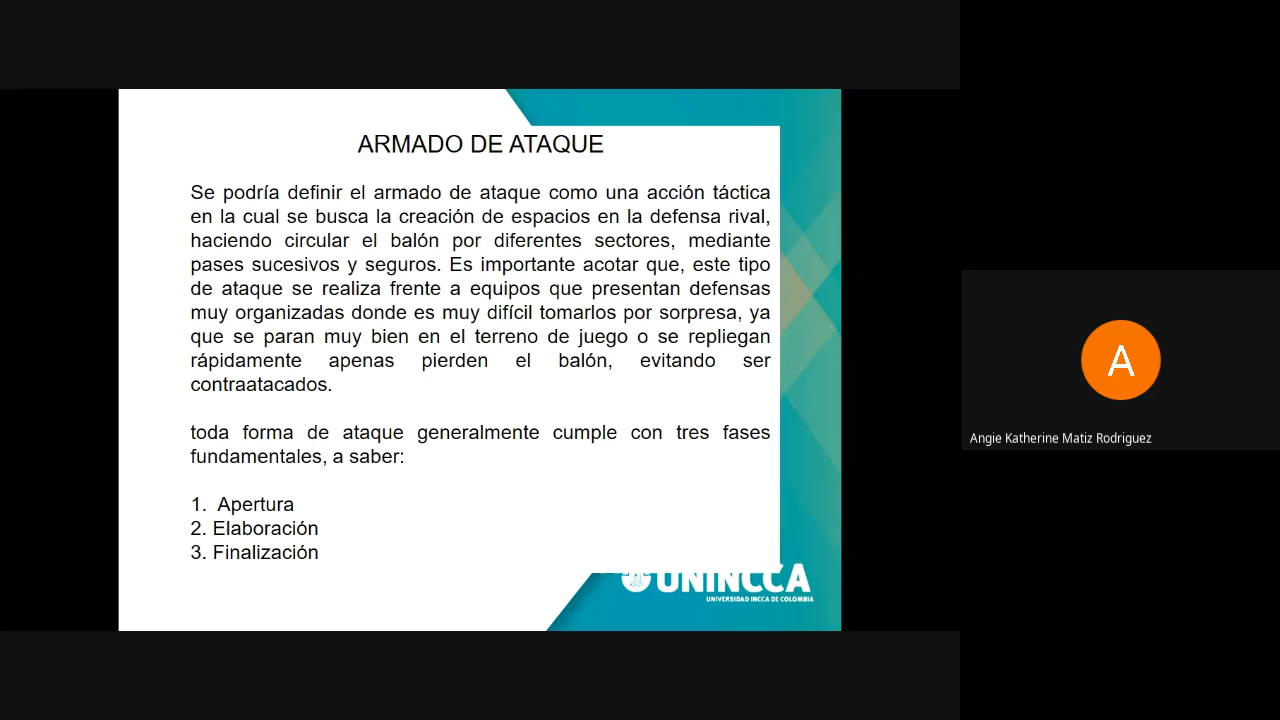 ARMADO DE ATAQUE
Se podría definir el armado de ataque como una acción táctica
en la cual se busca la creación de espacios en la defensa rival,
haciendo circular el balón por diferentes sectores, mediante
pases sucesivos y seguros. Es importante acotar que, este tipo
de ataque se realiza frente a equipos que presentan defensas
muy organizadas donde es muy difícil tomarlos por sorpresa, ya
que se paran muy bien en el terreno de juego o se repliegan
rápidamente apenas pierden el balón, evitando ser
contraatacados.
toda forma de ataque generalmente cumple con tres fases
fundamentales, a saber:
1. Apertura
2. Elaboración
3. Finalización
UNINCCA
UNIVERSIDAD INCCA DE COLOMBIA
A
Angie Katherine Matiz Rodriguez